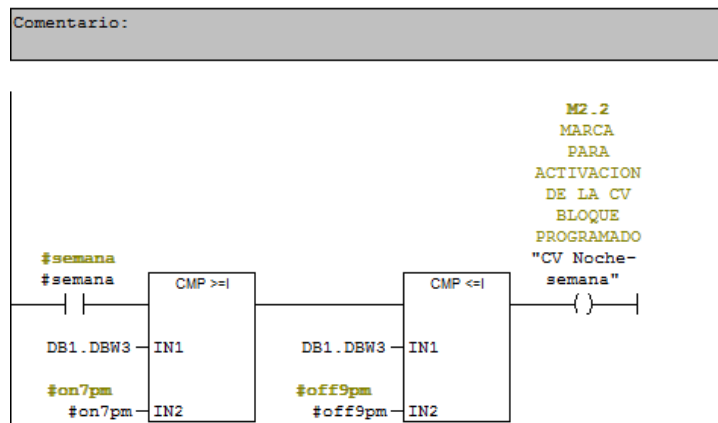 Comentario:
M2.2
MARCA
PARA
ACTIVACION
DE LA CV
BLOQUE
PROGRAMADO
"CV Noche-
semana"
#semana
#semana
CMP >=I
CMP <=I
DB1.DBW3 IN1
DB1.DBW3 IN1
#on7pm
#off9pm
#on7pm IN2
#off9pm IN2